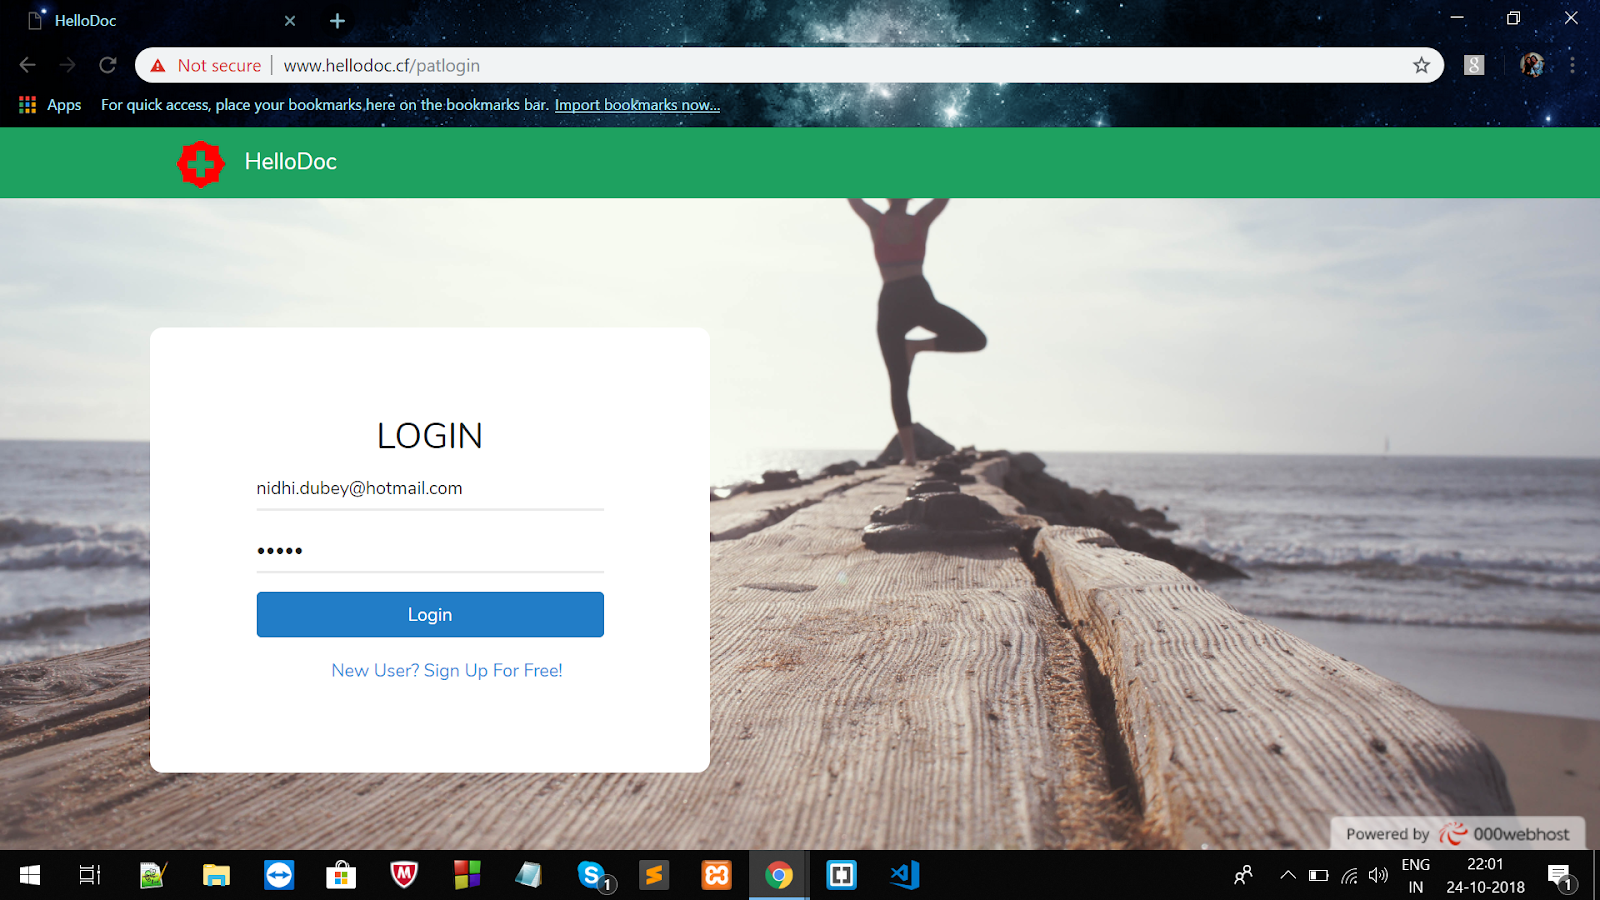 HelloDoc
Not secure | www.hellodoc.cf/patlogin
Apps For quick access, place your bookmarks here on the bookmarks bar. Import bookmarks now...
HelloDoc
LOGIN
nidhi.dubey@hotmail.com
•••••
Login
New User? Sign Up For Free!
Powered by 000webhost
1
ENG
IN
22:01
24-10-2018
1